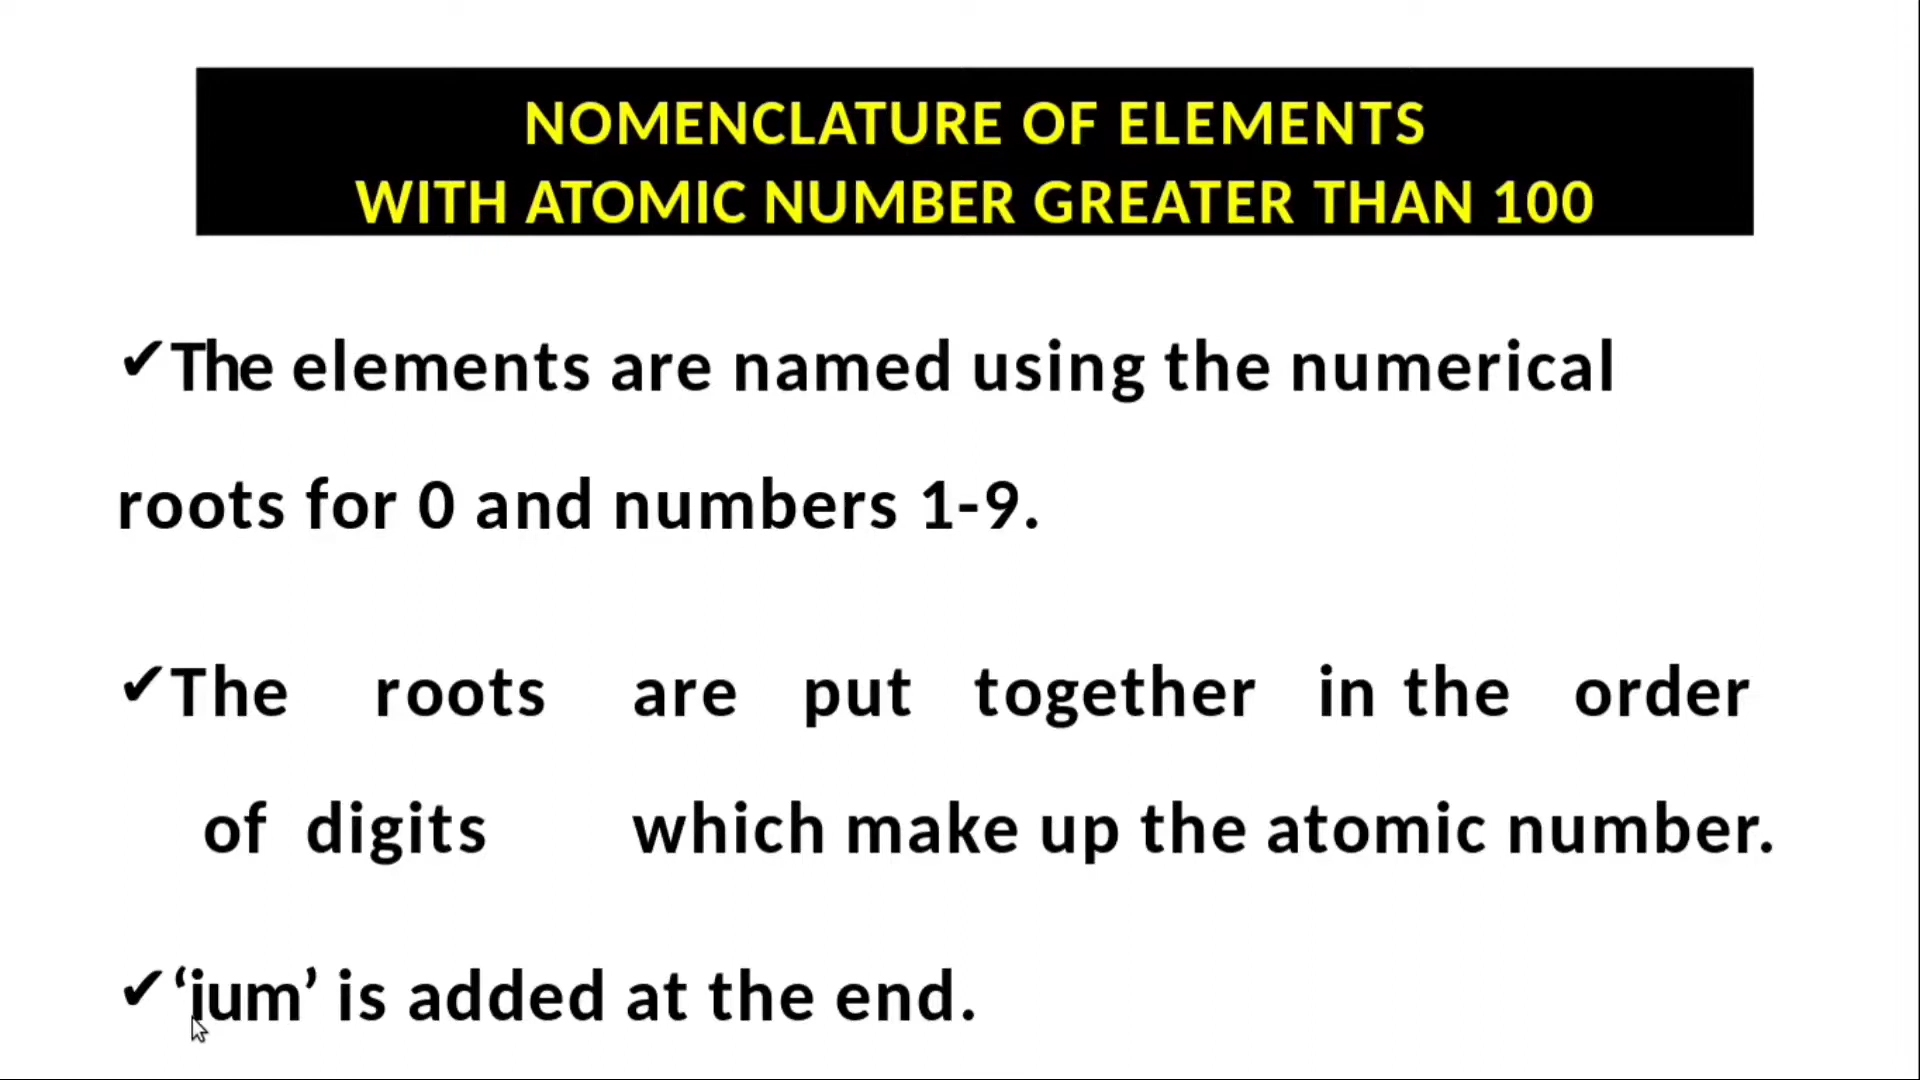 NOMENCLATURE OF ELEMENTS
WITH ATOMIC NUMBER GREATER THAN 100
✔The elements are named using the numerical
roots for 0 and numbers 1-9.
✔The roots are put together in the order
of digits which make up the atomic number.
✔‘ium’ is added at the end.